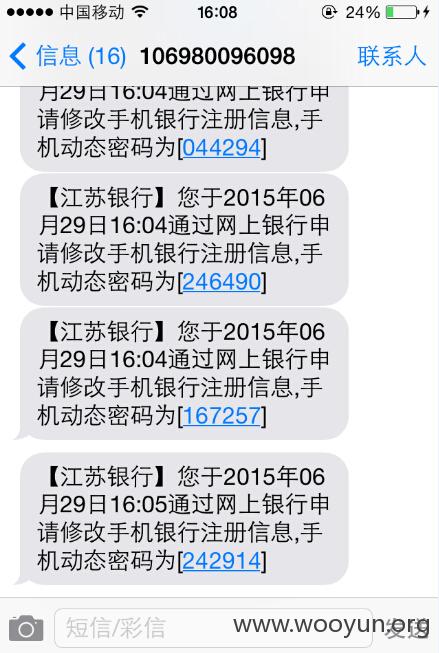 中国移动 16:08 24%
信息 (16) 106980096098 联系人
月29日16:04通过网上银行申
请修改手机银行注册信息,手
机动态密码为[044294]
【江苏银行】您于2015年06
月29日16:04通过网上银行申
请修改手机银行注册信息,手
机动态密码为[246490]
【江苏银行】您于2015年06
月29日16:04通过网上银行申
请修改手机银行注册信息,手
机动态密码为[167257]
【江苏银行】您于2015年06
月29日16:05通过网上银行申
请修改手机银行注册信息,手
机动态密码为[242914]
短信/彩信 发送
www.wooyun.org